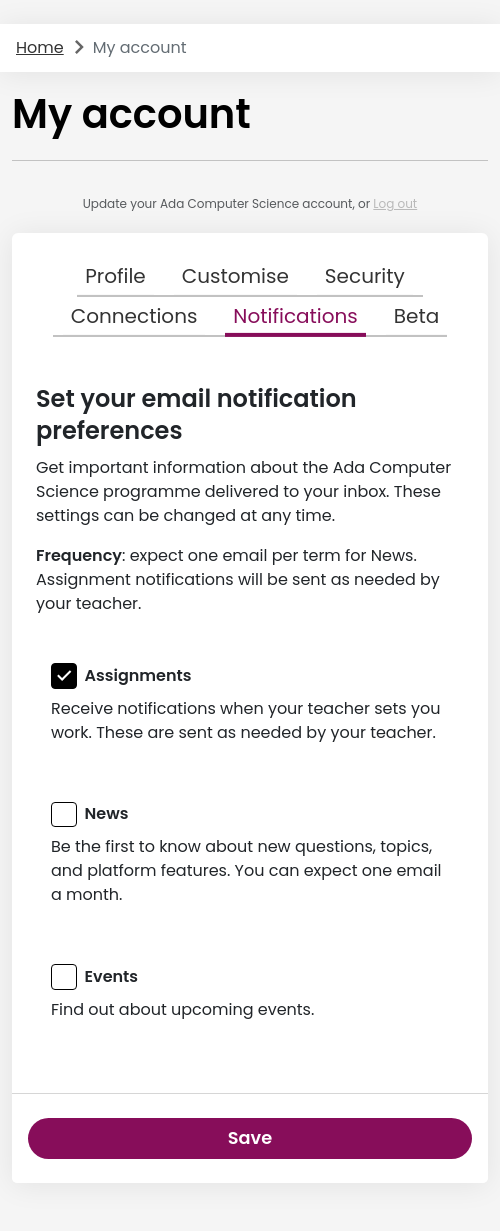 Home > My account
My account
Update your Ada Computer Science account, or Log out
Profile Customise Security
Connections Notifications Beta
Set your email notification
preferences
Get important information about the Ada Computer
Science programme delivered to your inbox. These
settings can be changed at any time.
Frequency: expect one email per term for News.
Assignment notifications will be sent as needed by
your teacher.
Assignments
Receive notifications when your teacher sets you
work. These are sent as needed by your teacher.
News
Be the first to know about new questions, topics,
and platform features. You can expect one email
a month.
Events
Find out about upcoming events.
Save